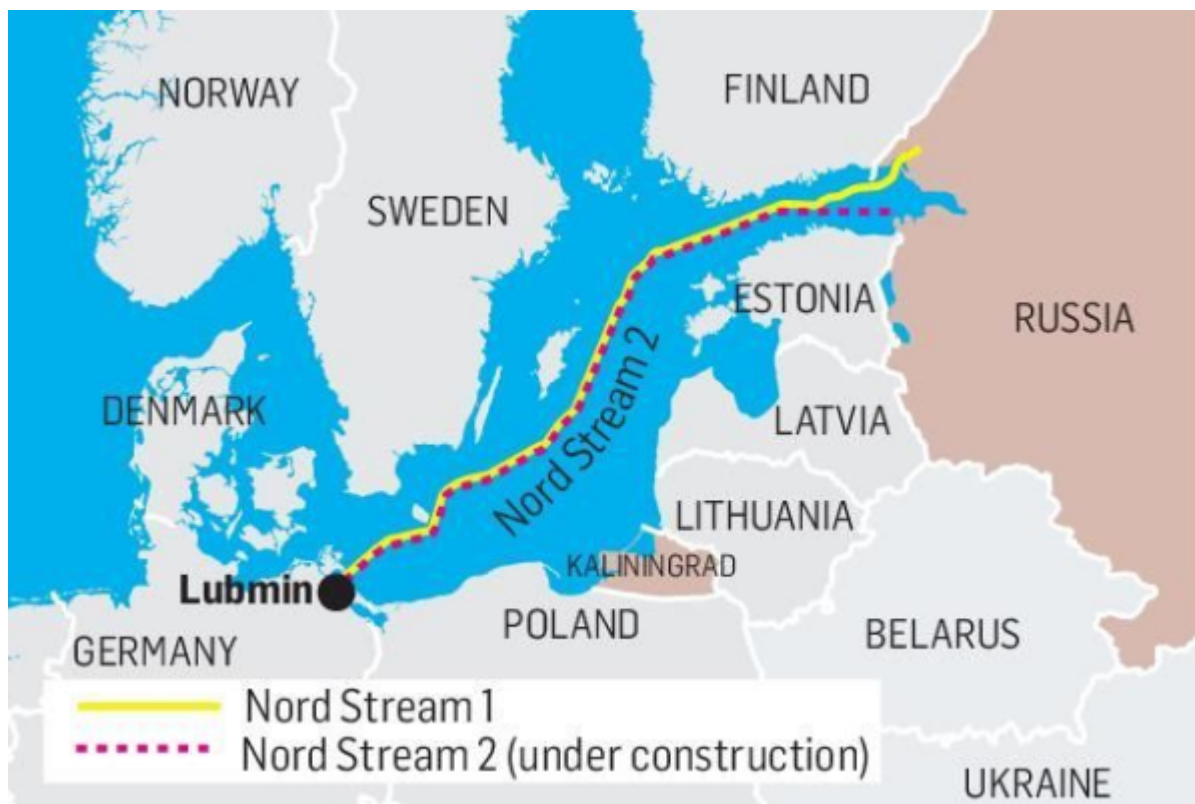 NORWAY
FINLAND
SWEDEN
ESTONIA
RUSSIA
Nord Stream 2
DENMARK
LATVIA
LITHUANIA
KALININGRAD
Lubmin
POLAND
BELARUS
GERMANY
Nord Stream 1
Nord Stream 2 (under construction)
UKRAINE